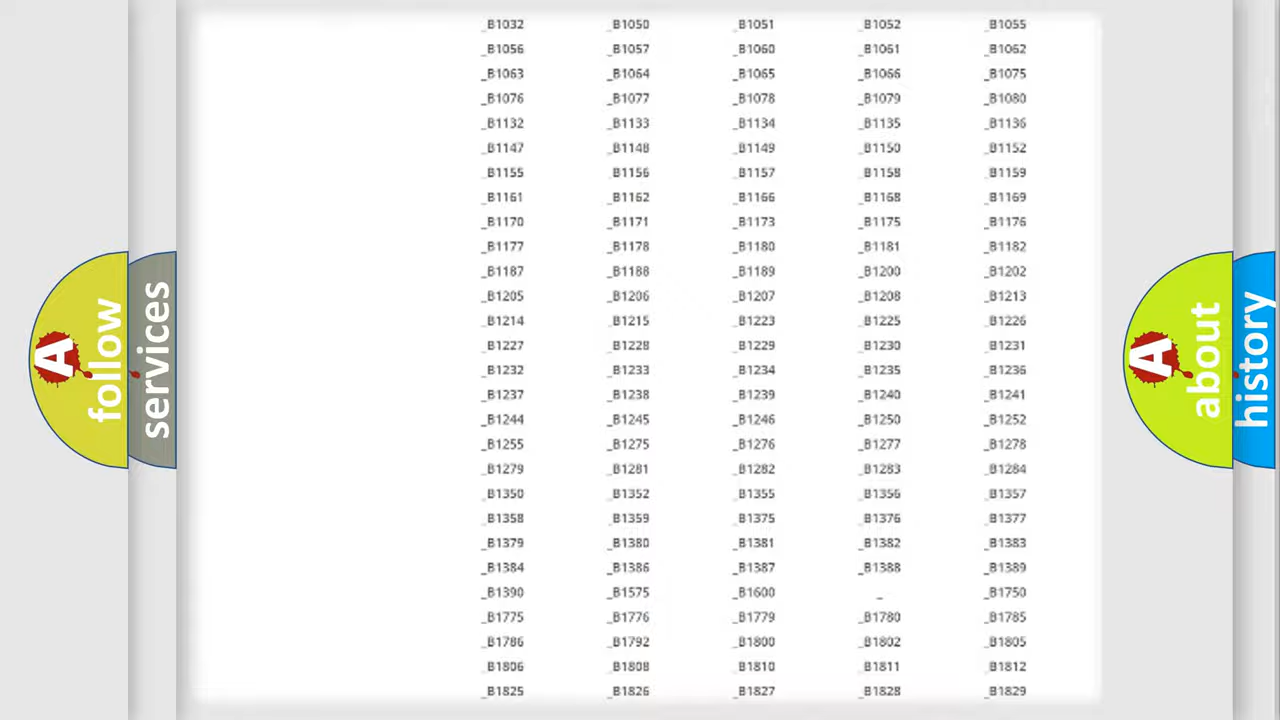 _B1032 _B1050 _B1051 _B1052 _B1055
_B1056 _B1057 _B1060 _B1061 _B1062
_B1063 _B1064 _B1065 _B1066 _B1075
_B1076 _B1077 _B1078 _B1079 _B1080
_B1132 _B1133 _B1134 _B1135 _B1136
_B1147 _B1148 _B1149 _B1150 _B1152
_B1155 _B1156 _B1157 _B1158 _B1159
_B1161 _B1162 _B1166 _B1168 _B1169
_B1170 _B1171 _B1173 _B1175 _B1176
_B1177 _B1178 _B1180 _B1181 _B1182
_B1187 _B1188 _B1189 _B1200 _B1202
_B1205 _B1206 _B1207 _B1208 _B1213
_B1214 _B1215 _B1223 _B1225 _B1226
_B1227 _B1228 _B1229 _B1230 _B1231
_B1232 _B1233 _B1234 _B1235 _B1236
_B1237 _B1238 _B1239 _B1240 _B1241
_B1244 _B1245 _B1246 _B1250 _B1252
_B1255 _B1275 _B1276 _B1277 _B1278
_B1279 _B1281 _B1282 _B1283 _B1284
_B1350 _B1352 _B1355 _B1356 _B1357
_B1358 _B1359 _B1375 _B1376 _B1377
_B1379 _B1380 _B1381 _B1382 _B1383
_B1384 _B1386 _B1387 _B1388 _B1389
_B1390 _B1575 _B1600 _ _B1750
_B1775 _B1776 _B1779 _B1780 _B1785
_B1786 _B1792 _B1800 _B1802 _B1805
_B1806 _B1808 _B1810 _B1811 _B1812
_B1825 _B1826 _B1827 _B1828 _B1829
A
follow
services
A
about
history